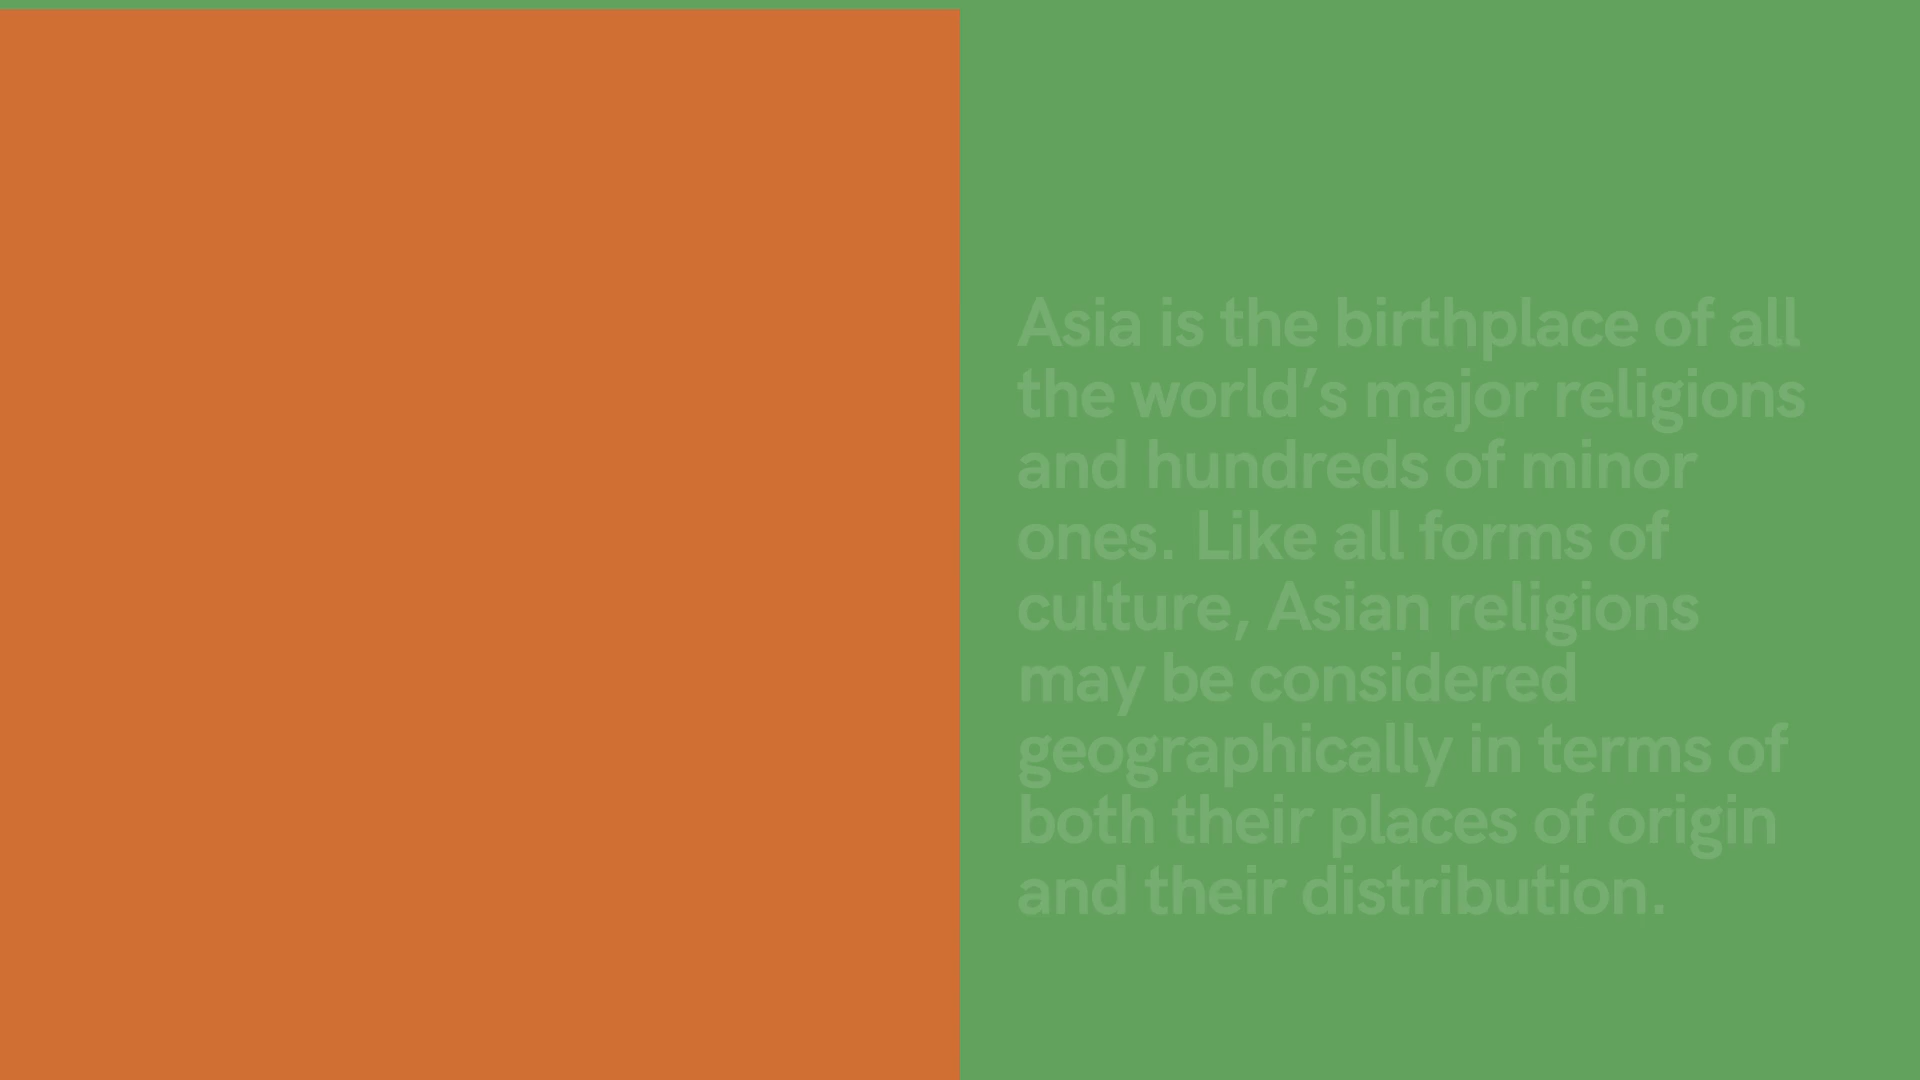 Asia is the birthplace of all
the world’s major religions
and hundreds of minor
ones. Like all forms of
culture, Asian religions
may be considered
geographically in terms of
both their places of origin
and their distribution.